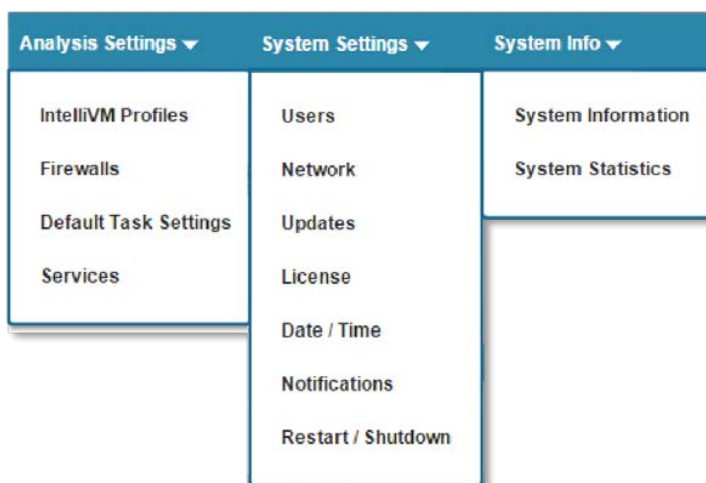 Analysis Settings
IntelliVM Profiles
Firewalls
Default Task Settings
Services
System Settings
Users
Network
Updates
License
Date / Time
Notifications
Restart / Shutdown
System Info
System Information
System Statistics